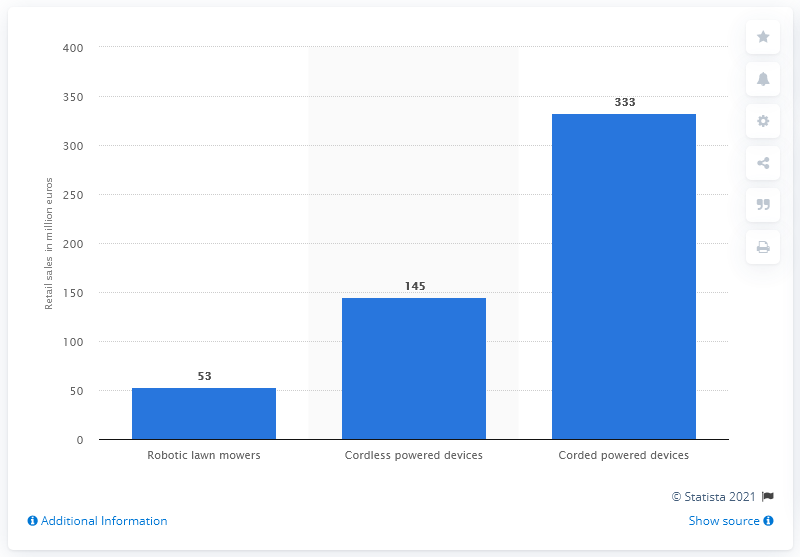 400
350
300
250
200
150
100
50
0
Retail sales in million euros
53
145
333
Robotic lawn mowers
Cordless powered devices
Corded powered devices
© Statista 2021
Additional Information
Show source